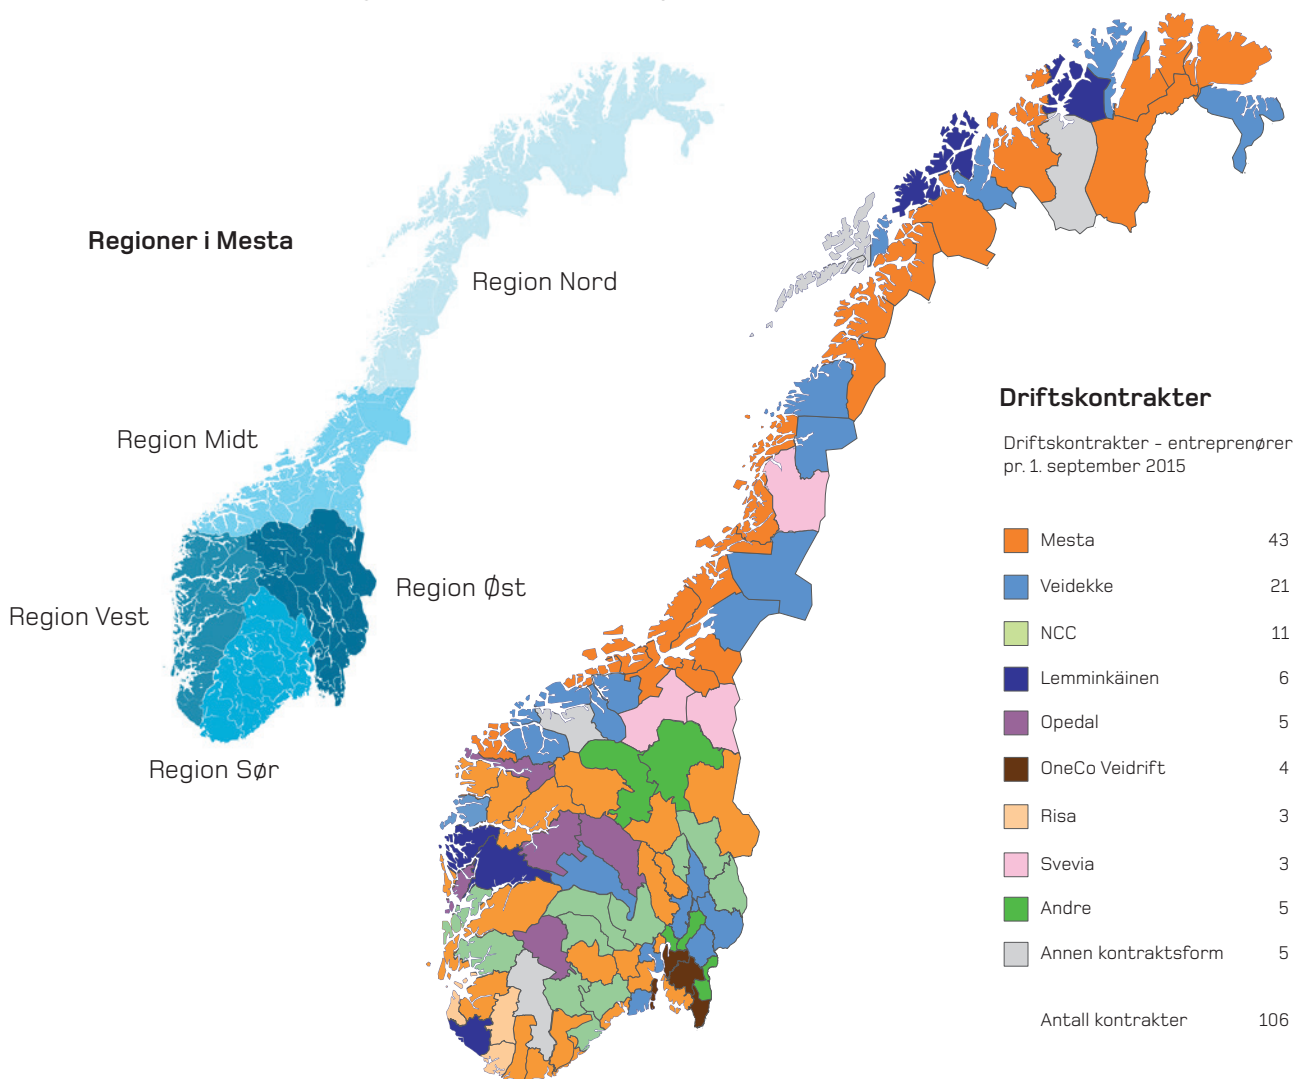 Regioner i Mesta
Region Nord
Region Midt
Region Øst
Region Vest
Region Sør
Driftskontrakter
Driftskontrakter - entreprenører
pr. 1. september 2015
Mesta 43
Veidekke 21
NCC 11
Lemminkäinen 6
Opedal 5
OneCo Veidrift 4
Risa 3
Svevia 3
Andre 5
Annen kontraktsform 5
Antall kontrakter 106